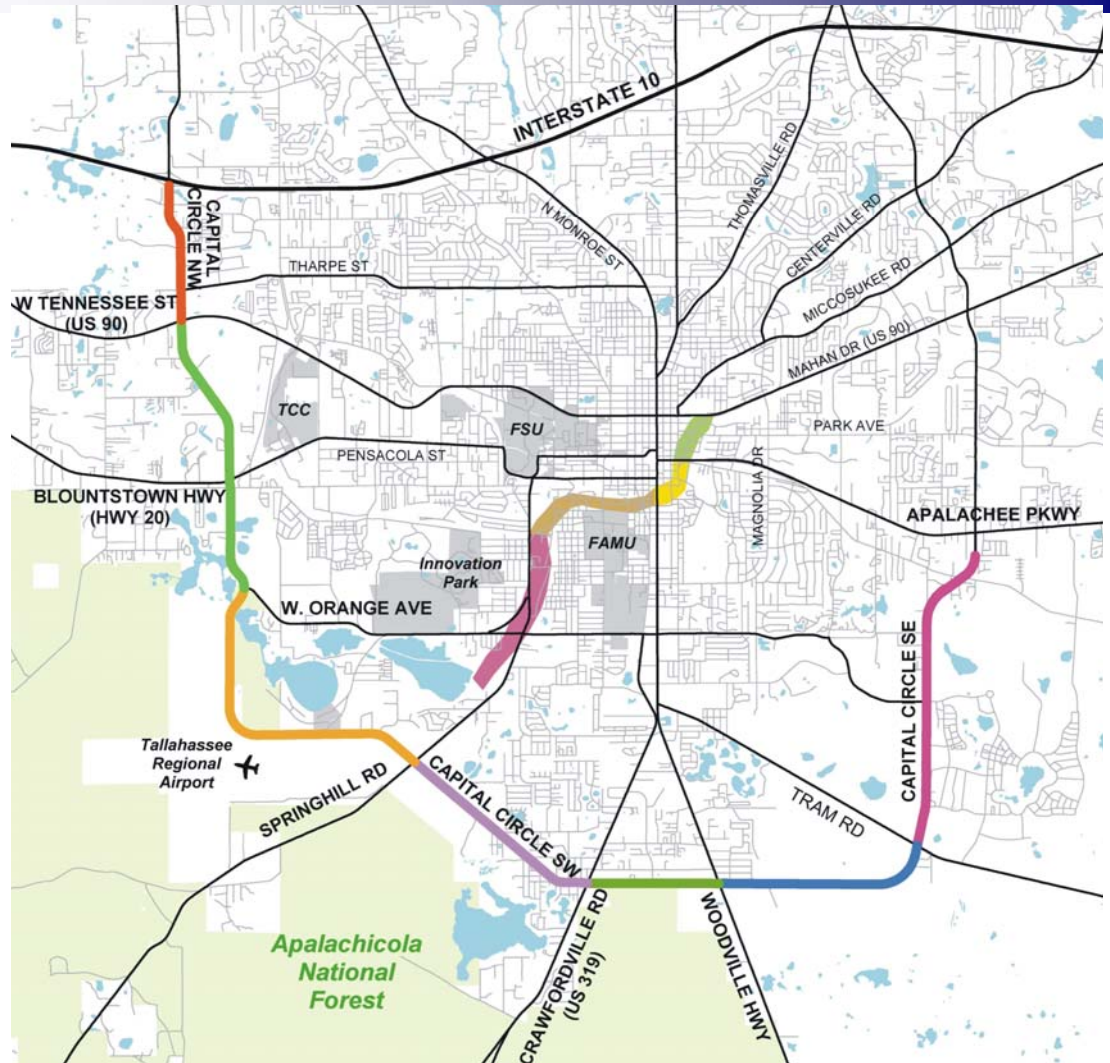 INTERSTATE 10
CAPITAL
CIRCLE NW
N MONROE ST
THOMASVILLE RD
CENTERVILLE RD
MICCOSUKEE RD
THARPE ST
W TENNESSEE ST
(US 90)
MAHAN DR (US 90)
TCC
FSU
PARK AVE
PENSACOLA ST
MAGNOLIA DR
BLOUNTSTOWN HWY
(HWY 20)
APALACHEE PKWY
Innovation
Park
FAMU
W. ORANGE AVE
CAPITAL CIRCLE SE
Tallahassee
Regional
Airport
SPRINGHILL RD
CAPITAL CIRCLE SW
TRAM RD
Apalachicola
National
Forest
CRAWFORDVILLE RD
(US 319)
WOODVILLE HWY